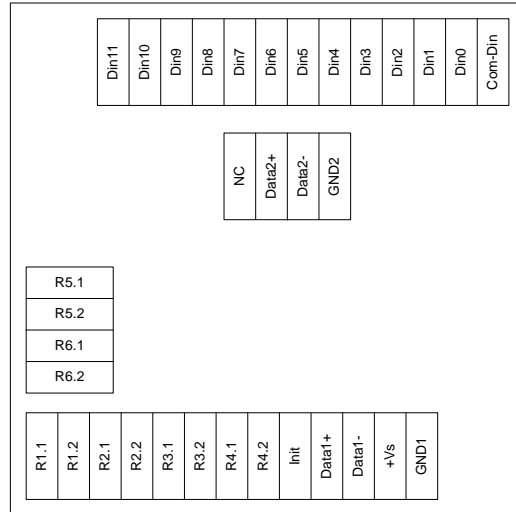 Din11 Din10 Din9 Din8 Din7 Din6 Din5 Din4 Din3 Din2 Din1 Din0 Com-Din
NC Data2+ Data2- GND2
R5.1
R5.2
R6.1
R6.2
R1.1 R1.2 R2.1 R2.2 R3.1 R3.2 R4.1 R4.2 Init Data1+ Data1- +Vs GND1